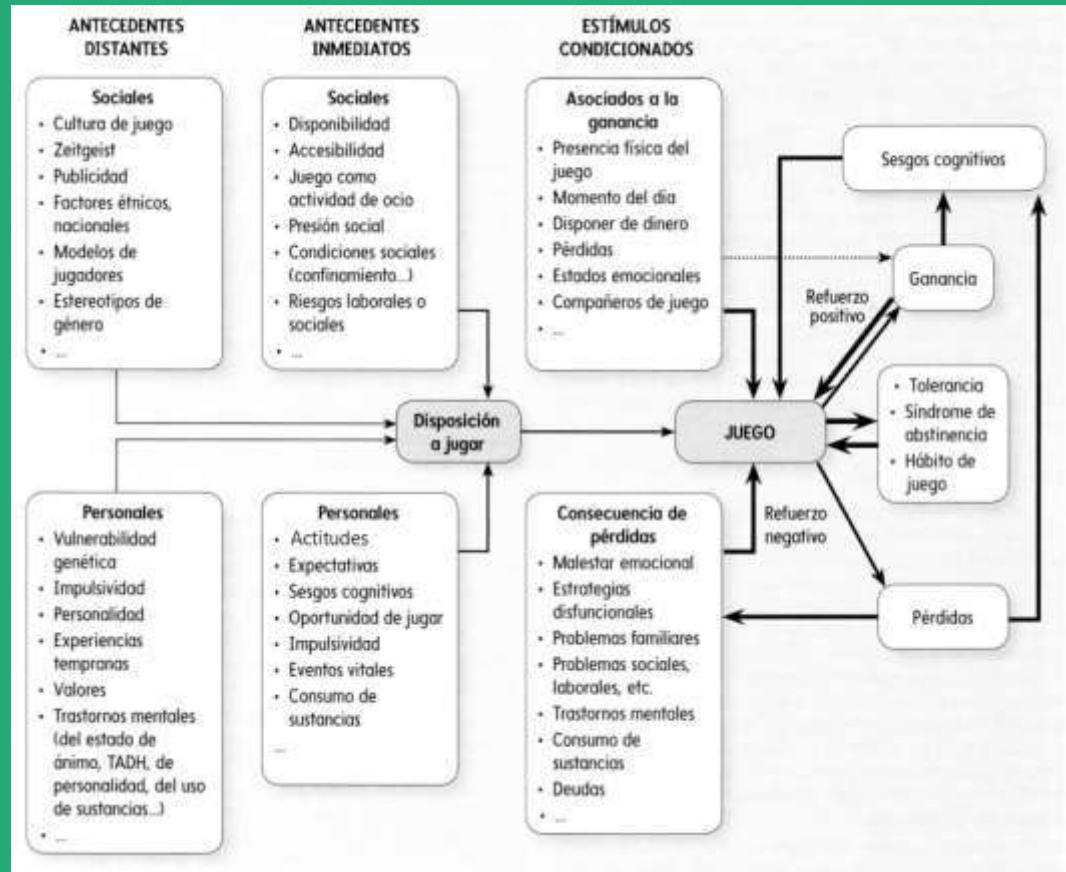 ANTECEDENTES
DISTANTES
Sociales
• Cultura de juego
• Zeitgeist
• Publicidad
• Factores étnicos,
nacionales
• Modelos de
jugadores
• Estereotipos de
género
• ...
Personales
• Vulnerabilidad
genética
• Impulsividad
• Personalidad
• Experiencias
tempranas
• Valores
• Trastornos mentales
(del estado de
ánimo, TADH, de
personalidad, del uso
de sustancias...)
• ...
ANTECEDENTES
INMEDIATOS
Sociales
• Disponibilidad
• Accesibilidad
• Juego como
actividad de ocio
• Presión social
• Condiciones sociales
(confinamiento...)
• Riesgos laborales o
sociales
• ...
Disposición
a jugar
Personales
• Actitudes
• Expectativas
• Sesgos cognitivos
• Oportunidad de jugar
• Impulsividad
• Eventos vitales
• Consumo de
sustancias
...
ESTÍMULOS
CONDICIONADOS
Asociados a la
ganancia
• Presencia física del
juego
• Momento del día
• Disponer de dinero
• Pérdidas
• Estados emocionales
• Compañeros de juego
• ...
JUEGO
Consecuencia de
pérdidas
• Malestar emocional
• Estrategias
disfuncionales
• Problemas familiares
• Problemas sociales,
laborales, etc.
• Trastornos mentales
• Consumo de
sustancias
• Deudas
• ...
Sesgos cognitivos
Ganancia
Refuerzo
positivo
• Tolerancia
• Síndrome de
abstinencia
• Hábito de
juego
Refuerzo
negativo
Pérdidas